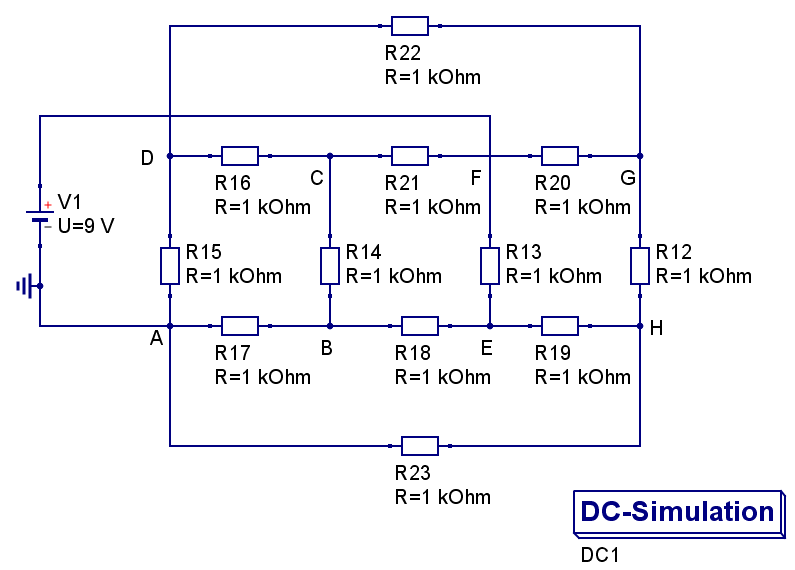 R22
R=1 kOhm
D
C
F
G
R16
R=1 kOhm
R21
R=1 kOhm
R20
R=1 kOhm
+
V1
-
U=9 V
R15
R=1 kOhm
R14
R=1 kOhm
R13
R=1 kOhm
R12
R=1 kOhm
A
B
E
H
R17
R=1 kOhm
R18
R=1 kOhm
R19
R=1 kOhm
R23
R=1 kOhm
DC-Simulation
DC1